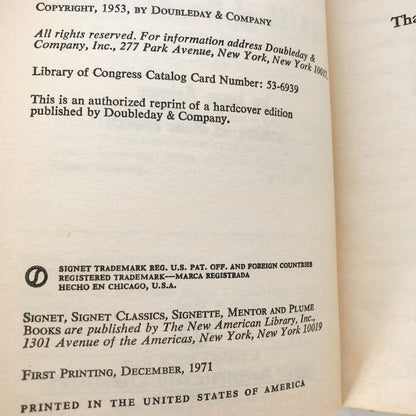 COPYRIGHT, 1953, BY DOUBLEDAY & COMPANY
All rights reserved. For information address Doubleday &
Company, Inc., 277 Park Avenue, New York, New York 10017.
Library of Congress Catalog Card Number: 53-6939
This is an authorized reprint of a hardcover edition
published by Doubleday & Company.
SIGNET TRADEMARK REG. U.S. PAT. OFF. AND FOREIGN COUNTRIES
REGISTERED TRADEMARK—MARCA REGISTRADA
HECHO EN CHICAGO, U.S.A.
SIGNET, SIGNET CLASSICS, SIGNETTE, MENTOR AND PLUME
BOOKS are published by The New American Library, Inc.,
1301 Avenue of the Americas, New York, New York 10019
FIRST PRINTING, DECEMBER, 1971
PRINTED IN THE UNITED STATES OF AMERICA
Tha